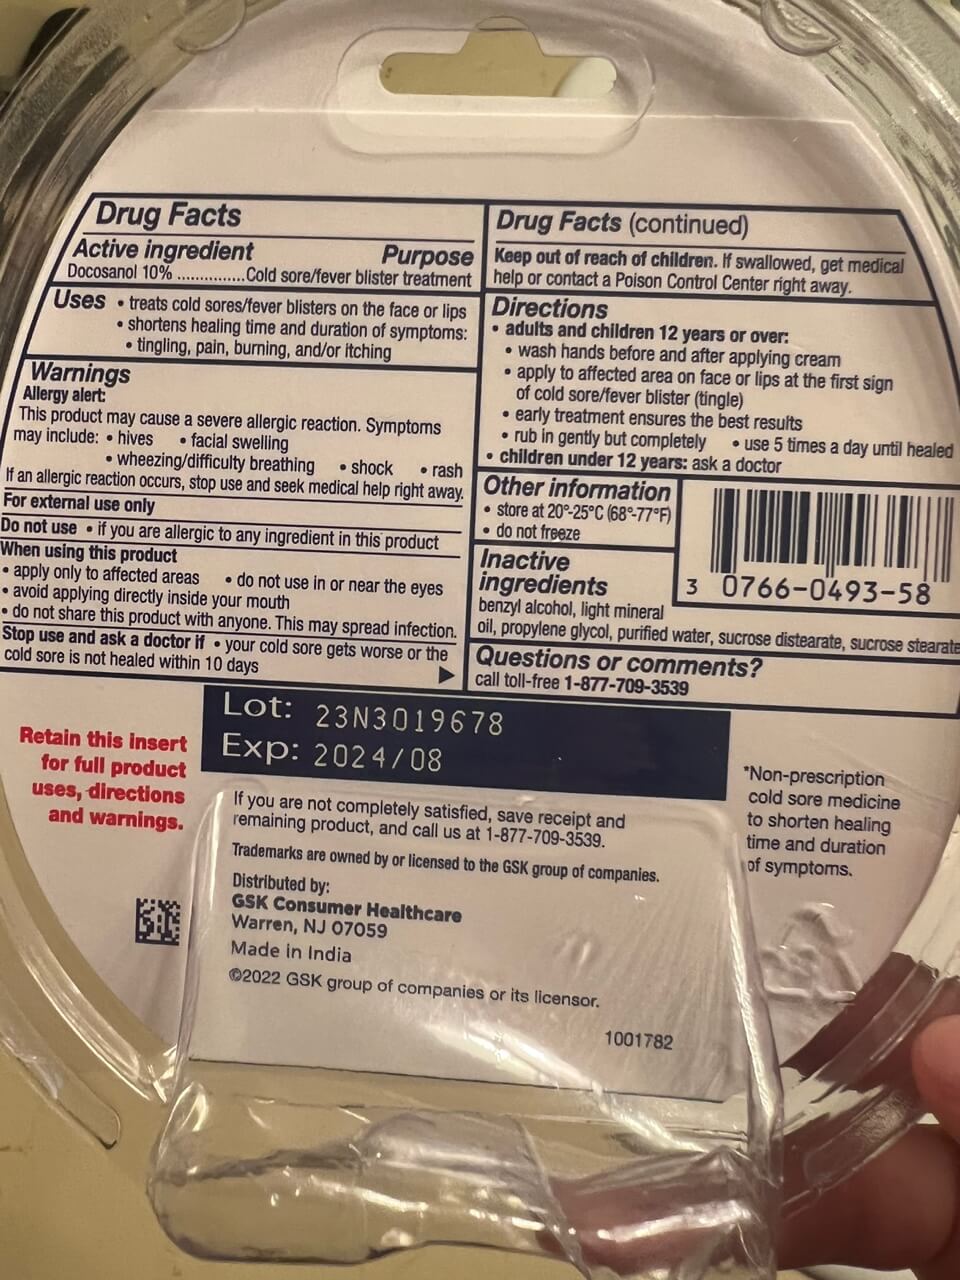 Drug Facts
Active ingredient Purpose
Docosanol 10% ...............Cold sore/fever blister treatment
Uses • treats cold sores/fever blisters on the face or lips
• shortens healing time and duration of symptoms:
• tingling, pain, burning, and/or itching
Warnings
Allergy alert:
This product may cause a severe allergic reaction. Symptoms
may include: • hives • facial swelling
• wheezing/difficulty breathing • shock • rash
If an allergic reaction occurs, stop use and seek medical help right away.
For external use only
Do not use • if you are allergic to any ingredient in this product
When using this product
• apply only to affected areas • do not use in or near the eyes
• avoid applying directly inside your mouth
• do not share this product with anyone. This may spread infection.
Stop use and ask a doctor if • your cold sore gets worse or the
cold sore is not healed within 10 days
Drug Facts (continued)
Keep out of reach of children. If swallowed, get medical
help or contact a Poison Control Center right away.
Directions
• adults and children 12 years or over:
• wash hands before and after applying cream
• apply to affected area on face or lips at the first sign
of cold sore/fever blister (tingle)
• early treatment ensures the best results
• rub in gently but completely • use 5 times a day until healed
• children under 12 years: ask a doctor
Other information
• store at 20°-25°C (68°-77°F)
• do not freeze
3 0766-0493-58
Inactive
ingredients
benzyl alcohol, light mineral
oil, propylene glycol, purified water, sucrose distearate, sucrose stearate
Questions or comments?
call toll-free 1-877-709-3539
Lot: 23N3019678
Exp: 2024/08
Retain this insert
for full product
uses, directions
and warnings.
If you are not completely satisfied, save receipt and
remaining product, and call us at 1-877-709-3539.
Trademarks are owned by or licensed to the GSK group of companies.
Distributed by:
GSK Consumer Healthcare
Warren, NJ 07059
Made in India
©2022 GSK group of companies or its licensor.
1001782
*Non-prescription
cold sore medicine
to shorten healing
time and duration
of symptoms.